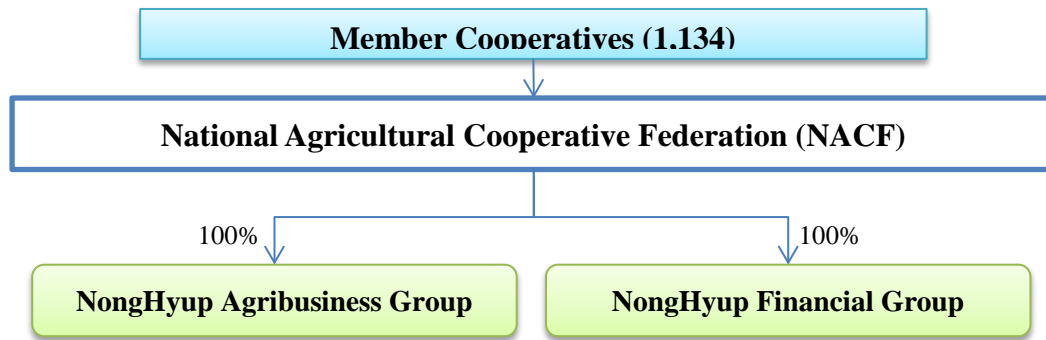 Member Cooperatives (1,134)
National Agricultural Cooperative Federation (NACF)
100%
100%
NongHyup Agribusiness Group
NongHyup Financial Group